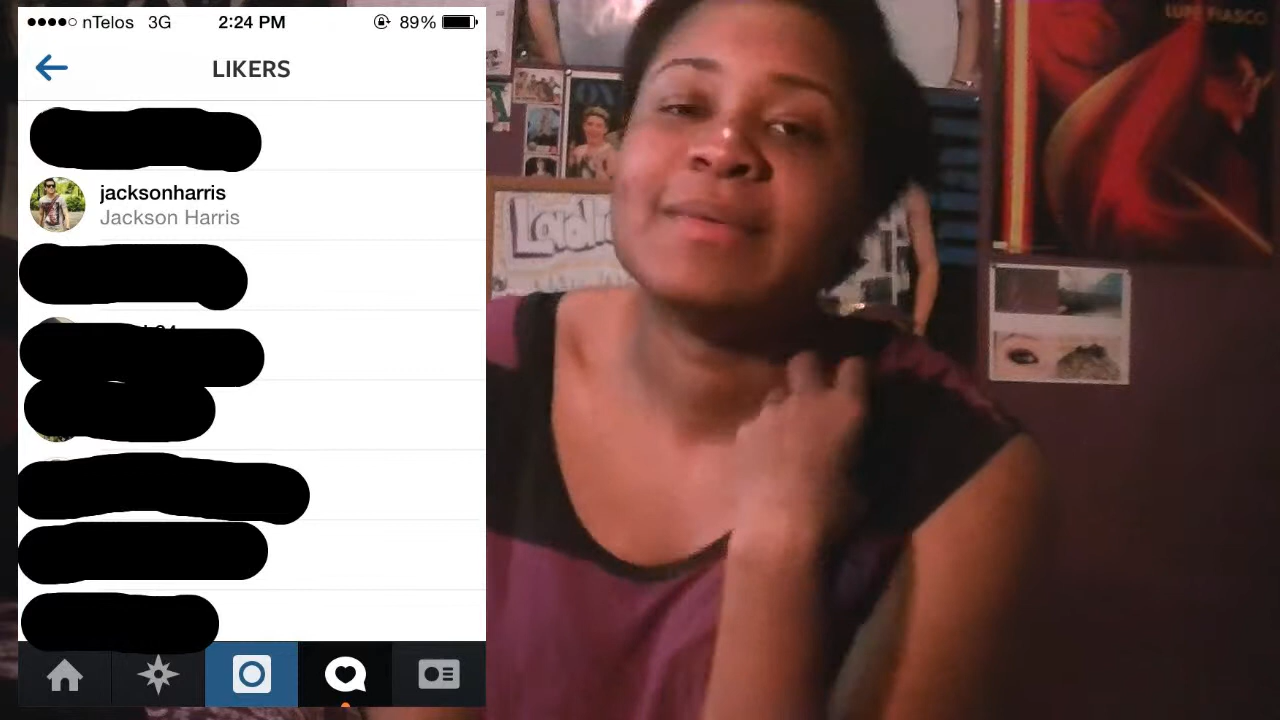 nTelos 3G 2:24 PM 89%
LIKERS
jacksonharris
Jackson Harris
LUPE FIASCO